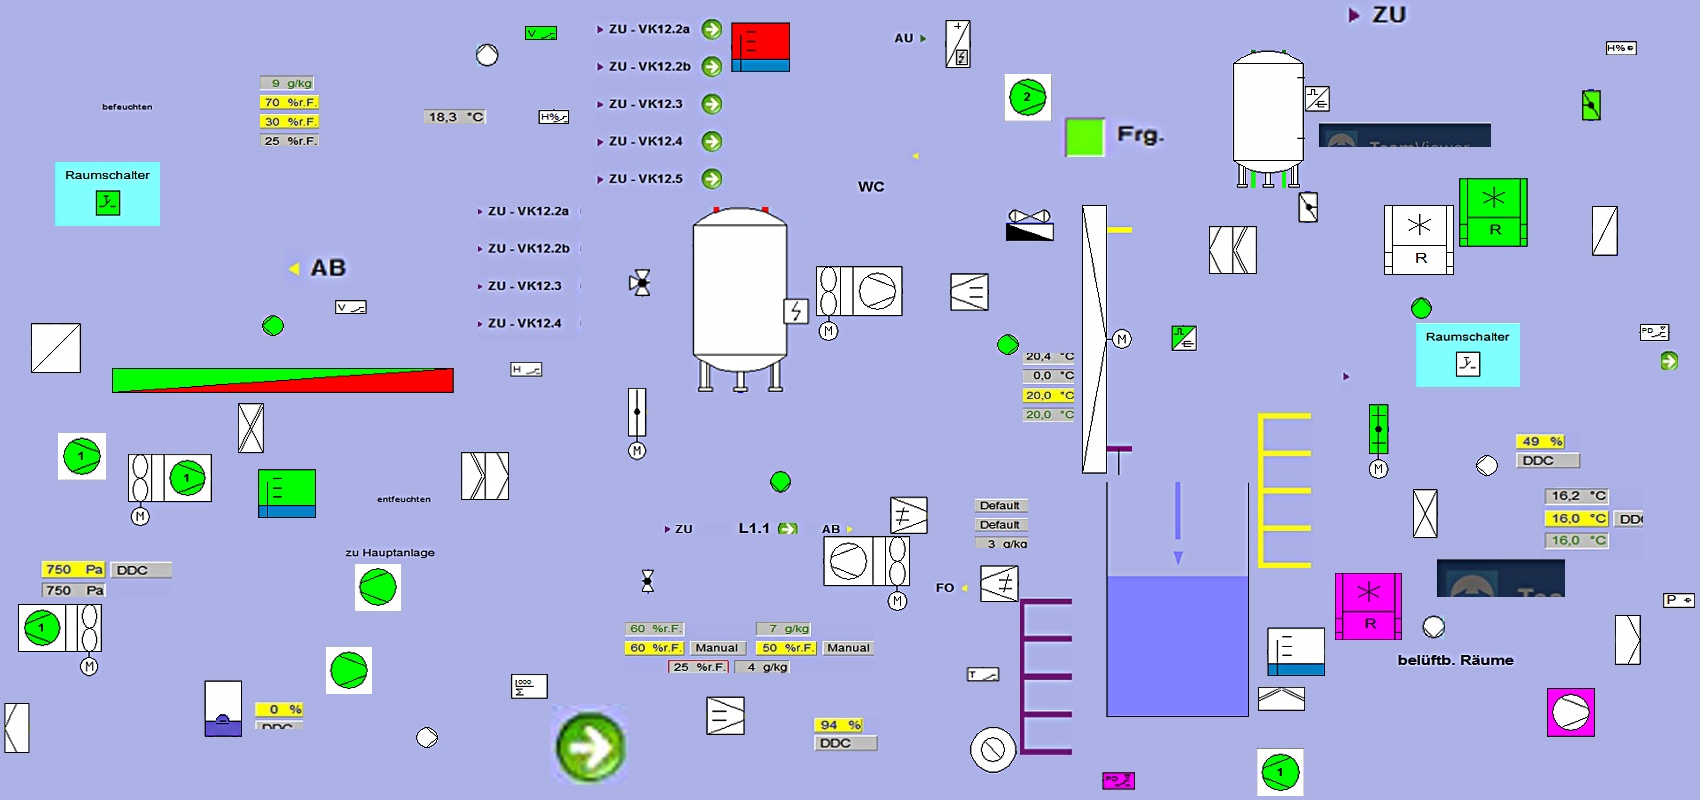 ZU
V
ZU - VK12.2a
AU
+
H%
ZU - VK12.2b
9 g/kg
70 %r.F.
befeuchten
30 %r.F.
25 %r.F.
18,3 °C
H%
ZU - VK12.3
2
Frg.
ZU - VK12.4
TeamViewer
Raumschalter
ZU - VK12.5
WC
R
R
ZU - VK12.2a
ZU - VK12.2b
AB
ZU - VK12.3
V
ZU - VK12.4
M
M
PD
Raumschalter
20,4 °C
0,0 °C
20,0 °C
20,0 °C
H
49 %
DDC
1
1
M
M
M
entfeuchten
16,2 °C
16,0 °C
16,0 °C
Default
Default
3 g/kg
ZU
L1.1
AB
zu Hauptanlage
750 Pa
DDC
750 Pa
FO
M
R
P
1
M
60 %r.F.
7 g/kg
60 %r.F.
Manual
50 %r.F.
Manual
25 %r.F.
4 g/kg
belüftb. Räume
T
1000
Σ
0 %
DDC
94 %
DDC
PD
1